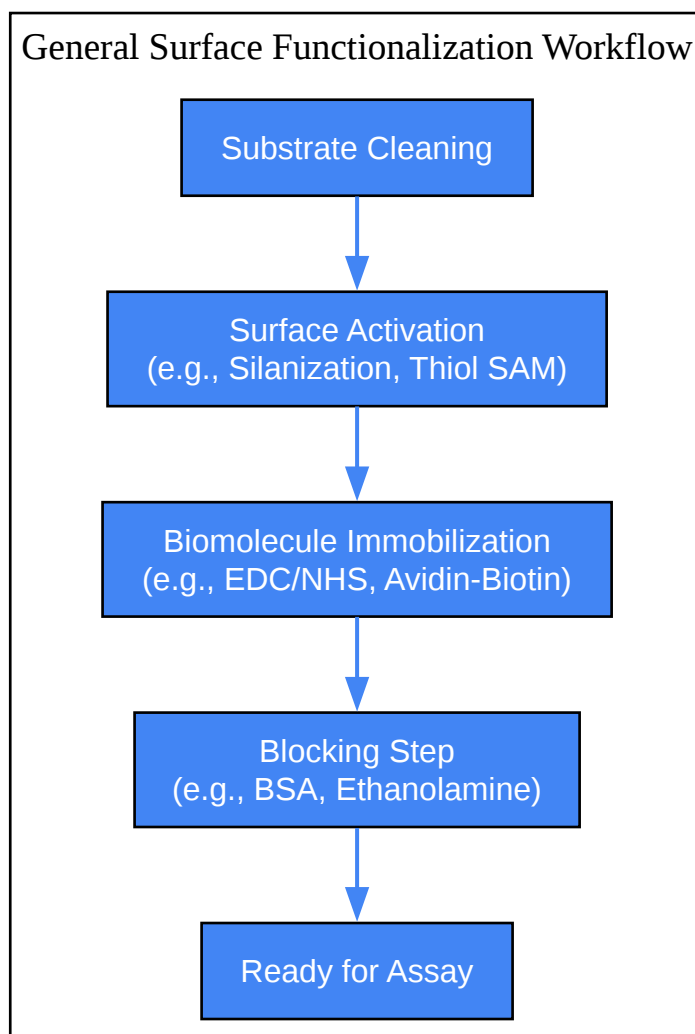 General Surface Functionalization Workflow
Substrate Cleaning
Surface Activation
(e.g., Silanization, Thiol SAM)
Biomolecule Immobilization
(e.g., EDC/NHS, Avidin-Biotin)
Blocking Step
(e.g., BSA, Ethanolamine)
Ready for Assay